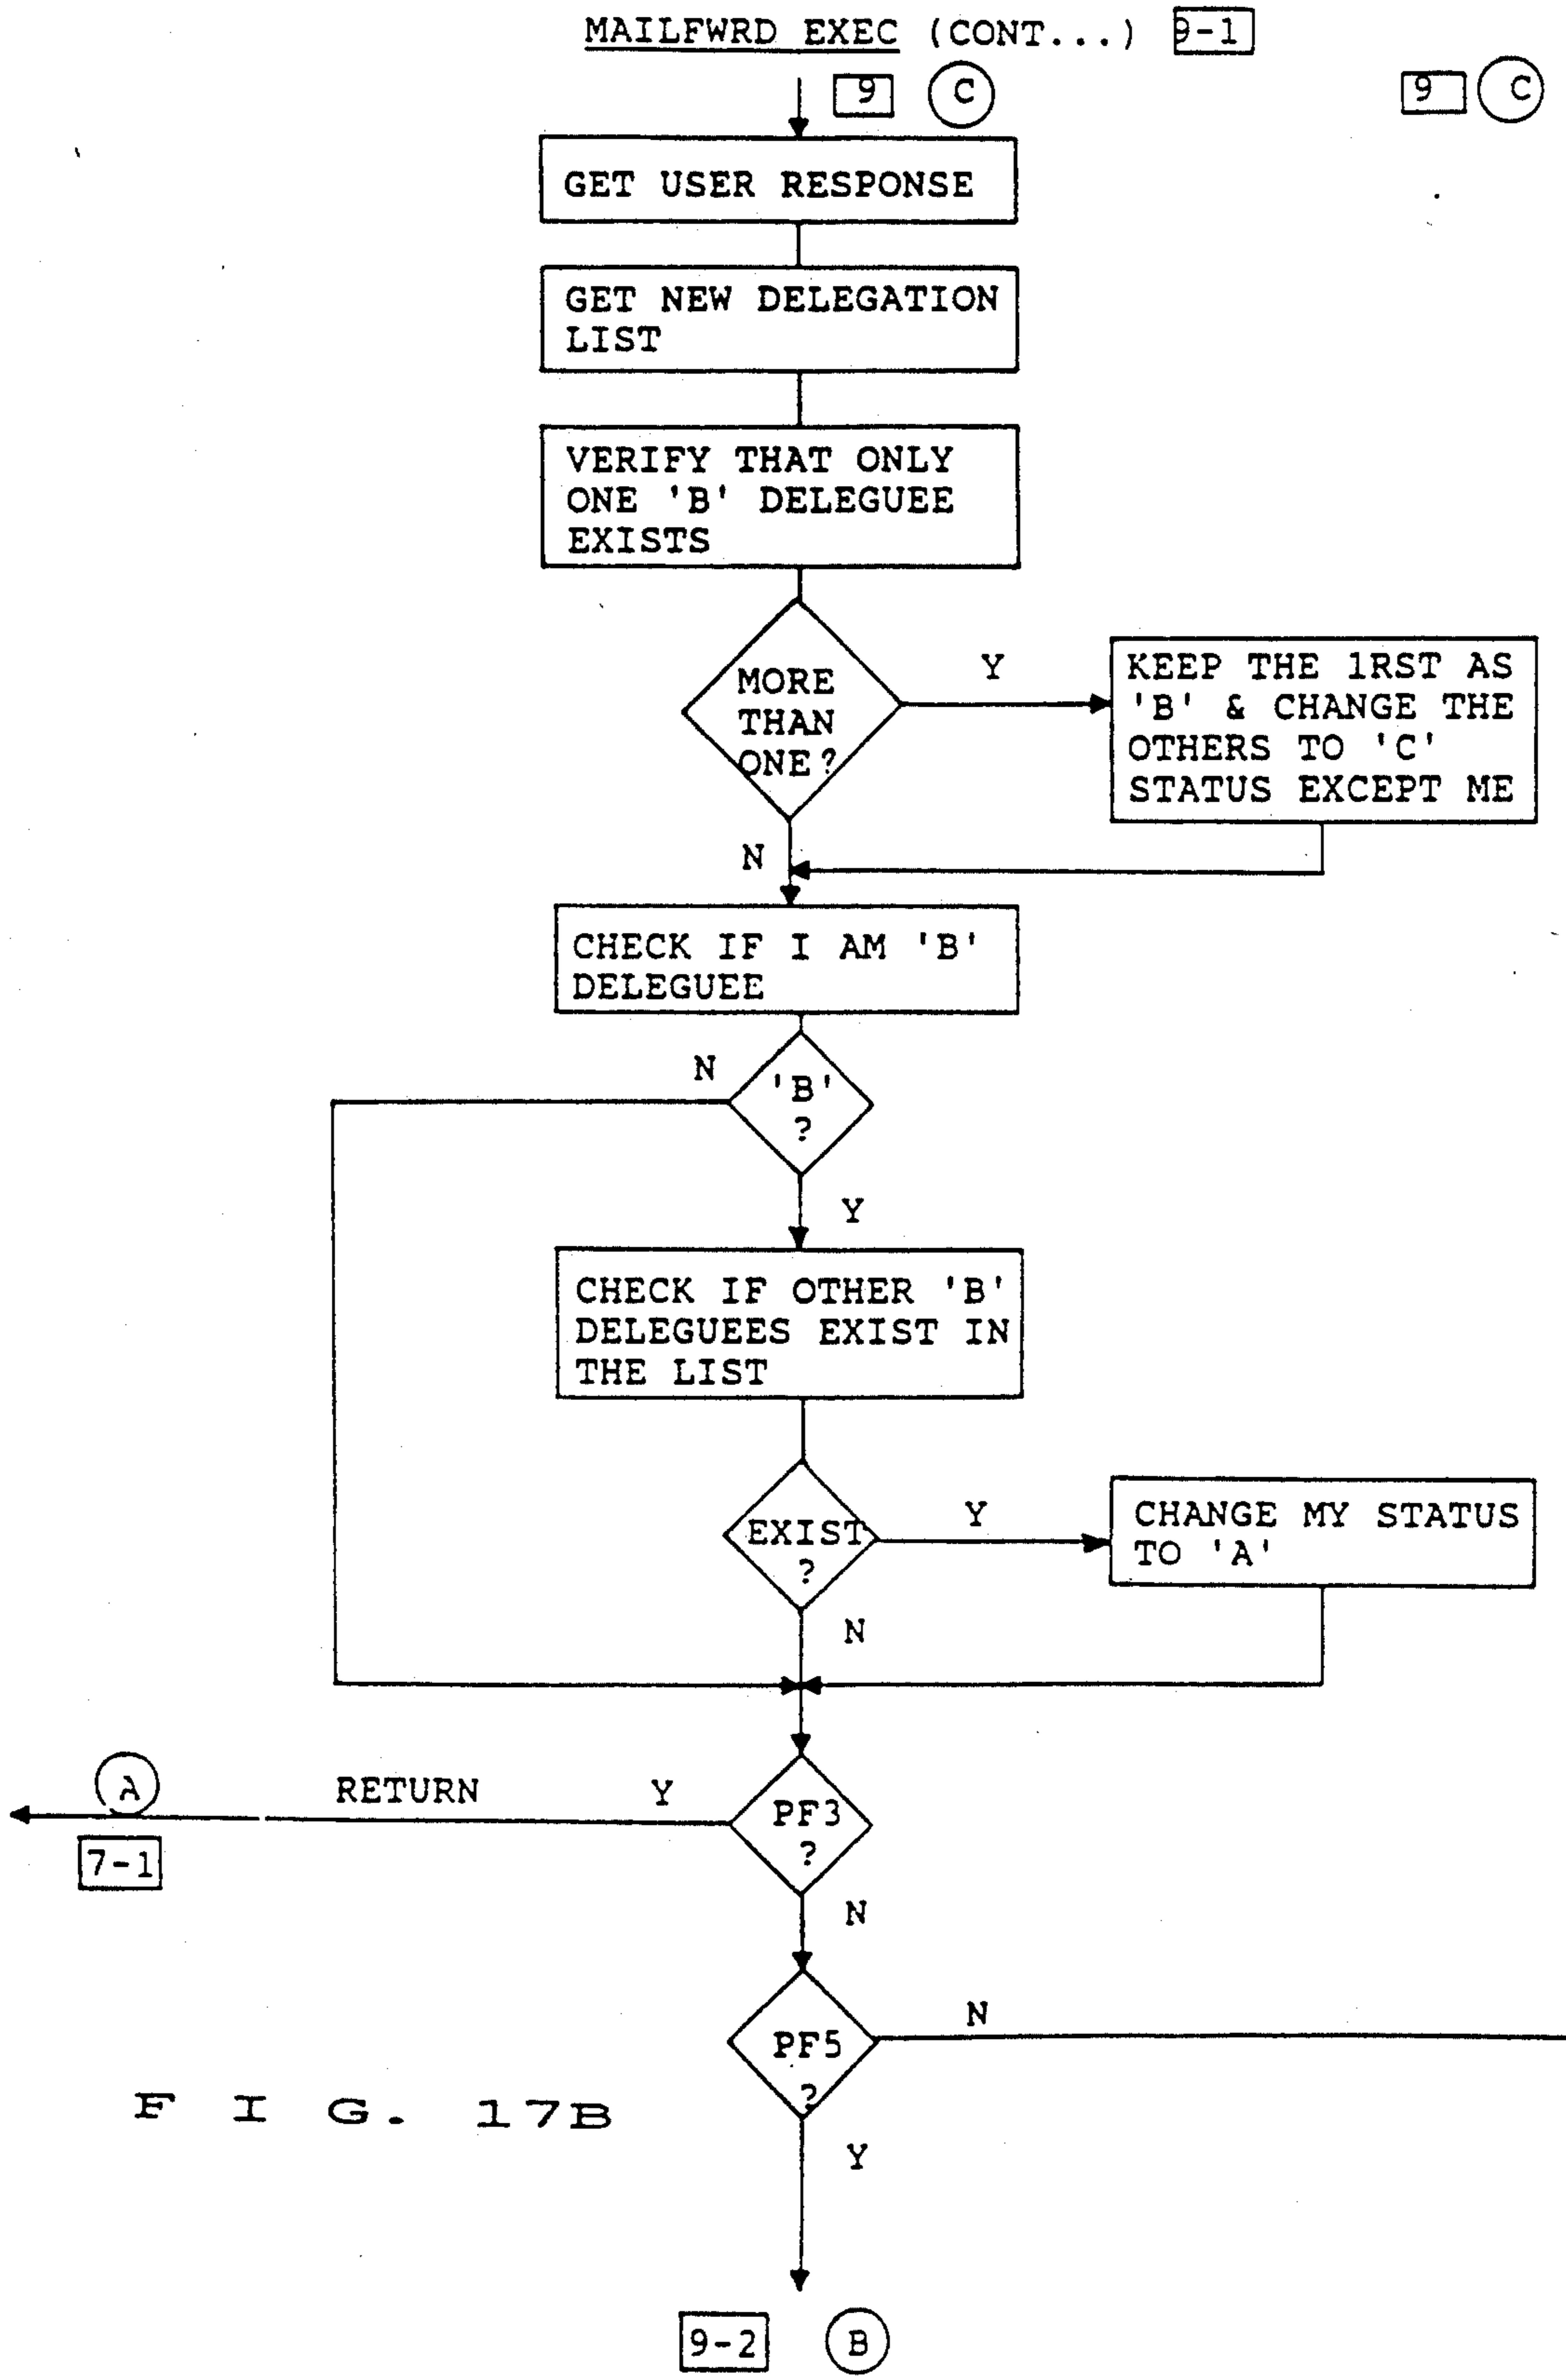 MAILFWRD EXEC (CONT...) 9-1
9 C
9 C
GET USER RESPONSE
GET NEW DELEGATION
LIST
VERIFY THAT ONLY
ONE 'B' DELEGUEE
EXISTS
MORE
THAN
ONE?
Y
KEEP THE 1RST AS
'B' & CHANGE THE
OTHERS TO 'C'
STATUS EXCEPT ME
N
CHECK IF I AM 'B'
DELEGUEE
N
'B'
?
Y
CHECK IF OTHER 'B'
DELEGUEES EXIST IN
THE LIST
EXIST
?
Y
CHANGE MY STATUS
TO 'A'
N
A
RETURN
Y
PF3
?
7-1
N
PF5
?
N
FIG. 17B
Y
9-2 B